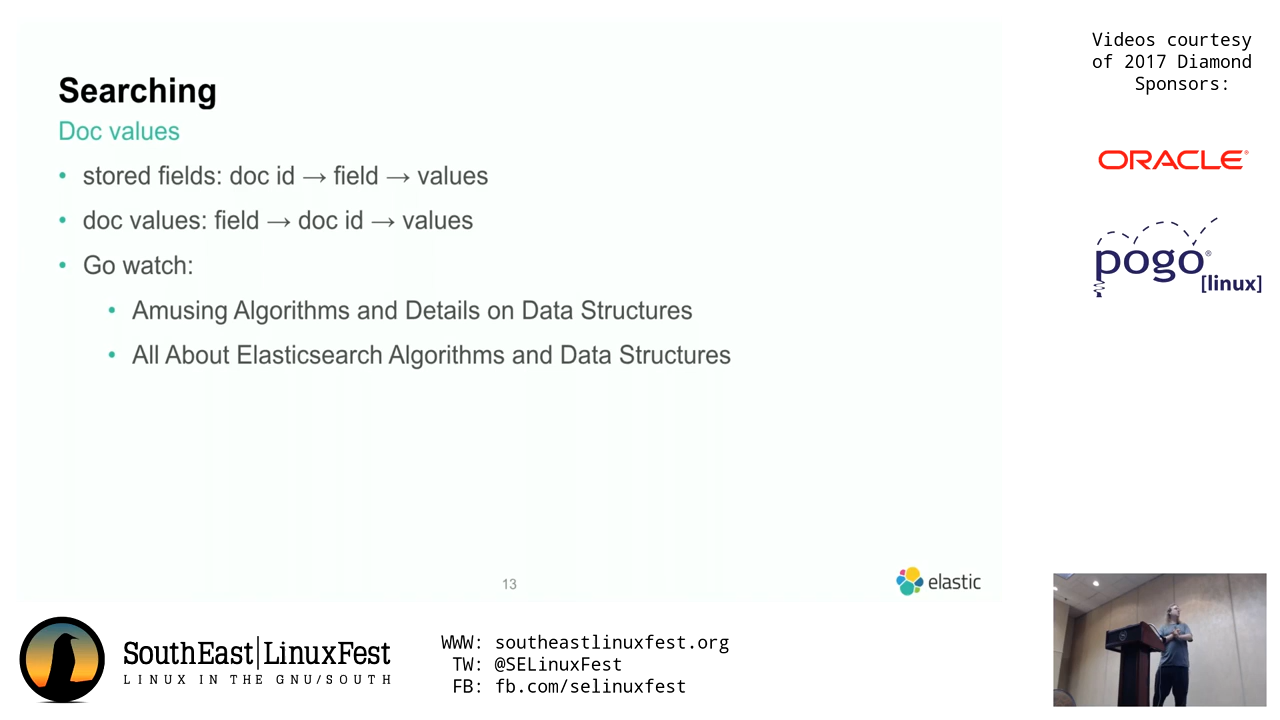 Searching
Doc values
• stored fields: doc id → field → values
• doc values: field → doc id → values
• Go watch:
• Amusing Algorithms and Details on Data Structures
• All About Elasticsearch Algorithms and Data Structures
13
elastic
Videos courtesy
of 2017 Diamond
Sponsors:
ORACLE®
pogo®
[linux]
SouthEast|LinuxFest
LINUX IN THE GNU/SOUTH
WWW: southeastlinuxfest.org
TW: @SELinuxFest
FB: fb.com/selinuxfest